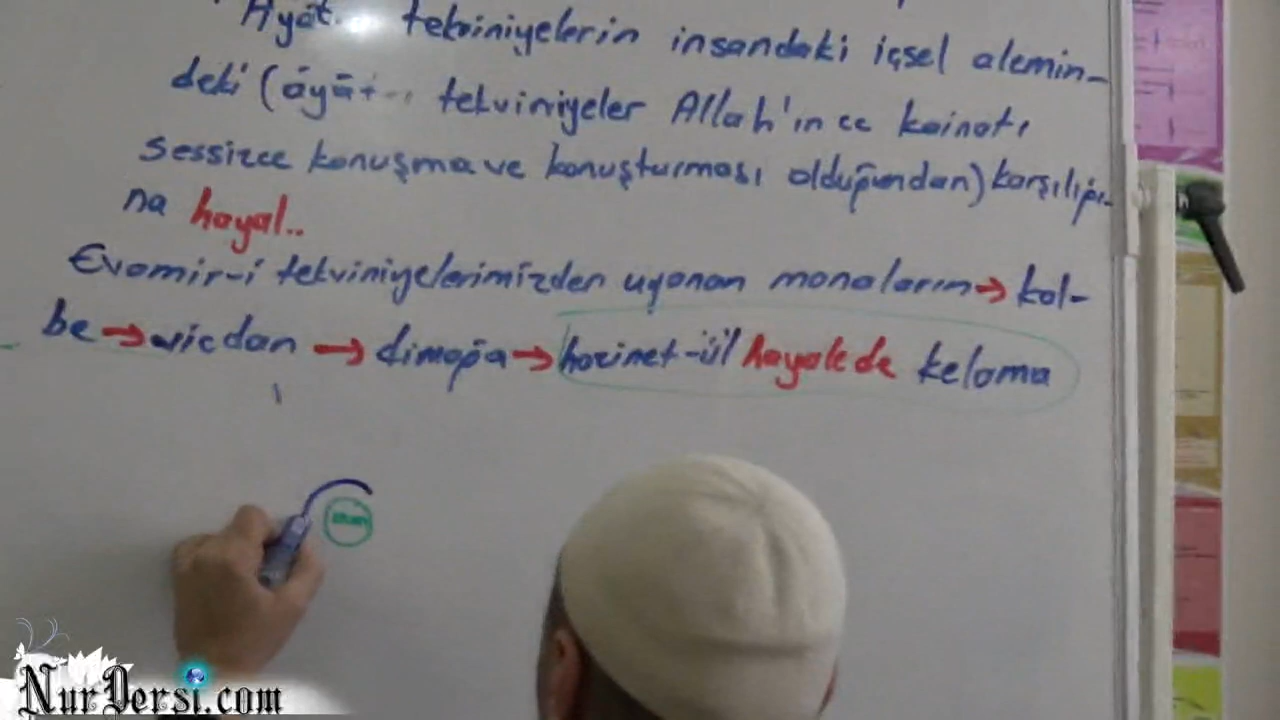 Âyât tekviniyelerin insandaki içsel alemin-
deki (âyât-ı tekviniyeler Allah'ın cc kainatı
sessizce konuşma ve konuşturması olduğundan) karşılığı-
na hayal..
Evamir-i tekviniyelerimizden uyanan manaların → kal-
be → vicdan → dimağa → hazinet-ül hayalede kelama
NurDersi.com